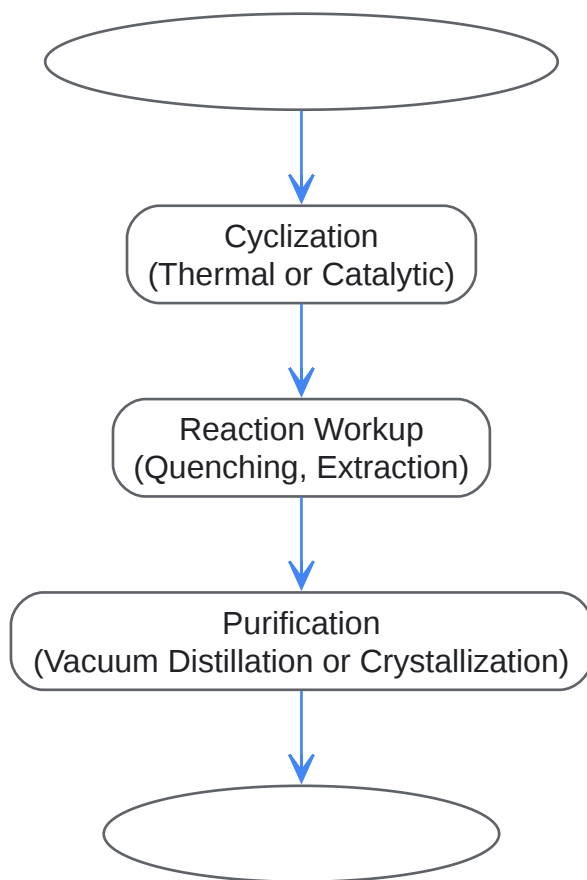 Cyclization
(Thermal or Catalytic)
Reaction Workup
(Quenching, Extraction)
Purification
(Vacuum Distillation or Crystallization)